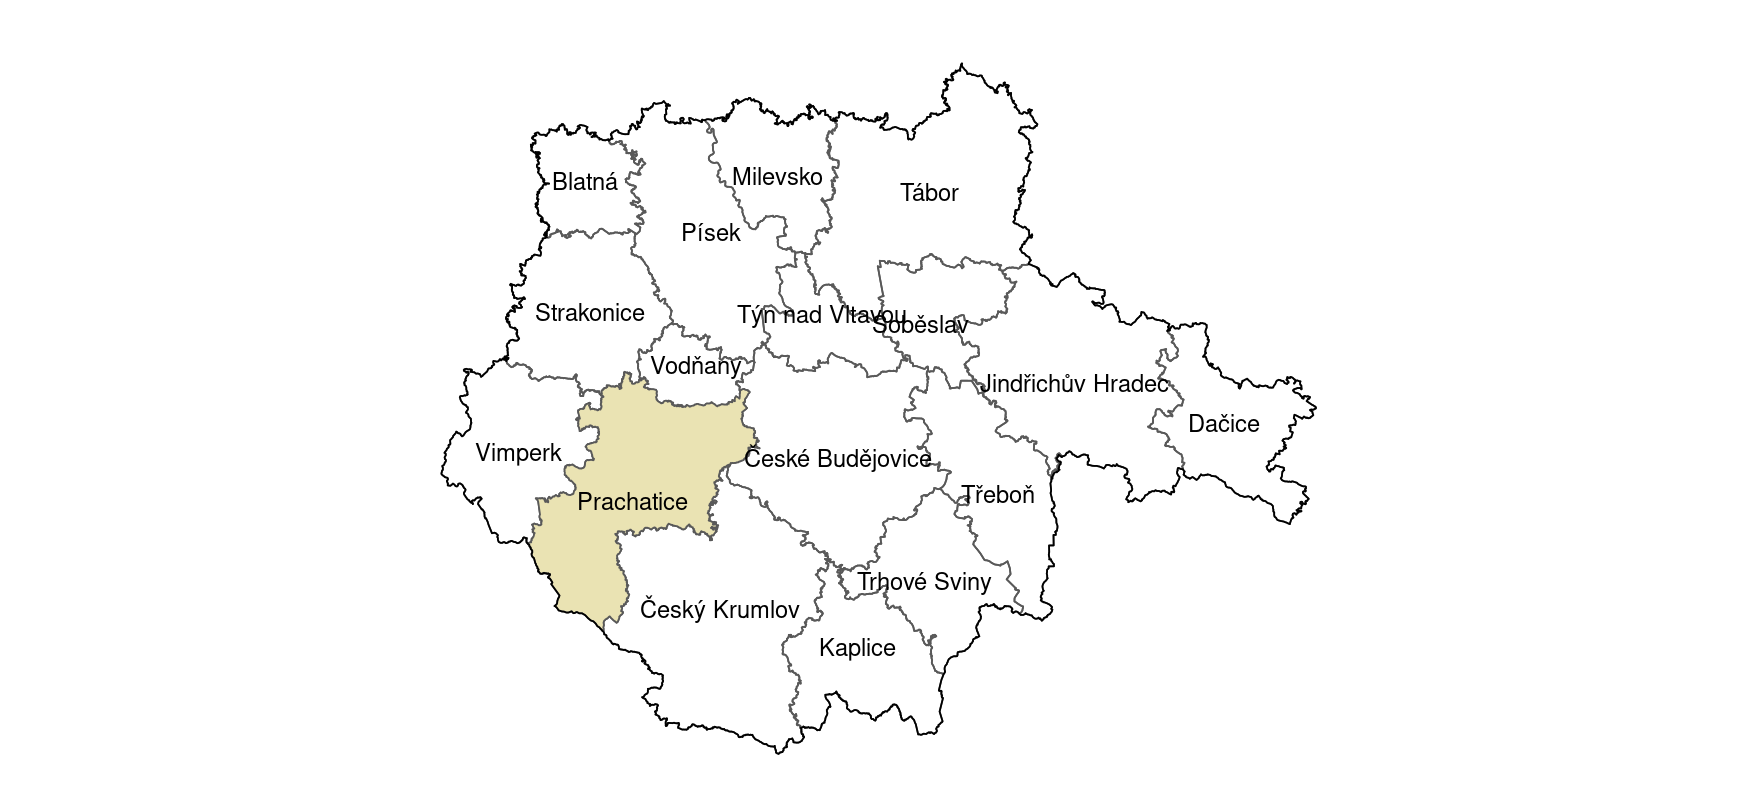 Milevsko
Blatná
Tábor
Písek
Strakonice
Týn nad Vltavou
Soběslav
Vodňany
Jindřichův Hradec
Dačice
Vimperk
České Budějovice
Třeboň
Prachatice
Trhové Sviny
Český Krumlov
Kaplice